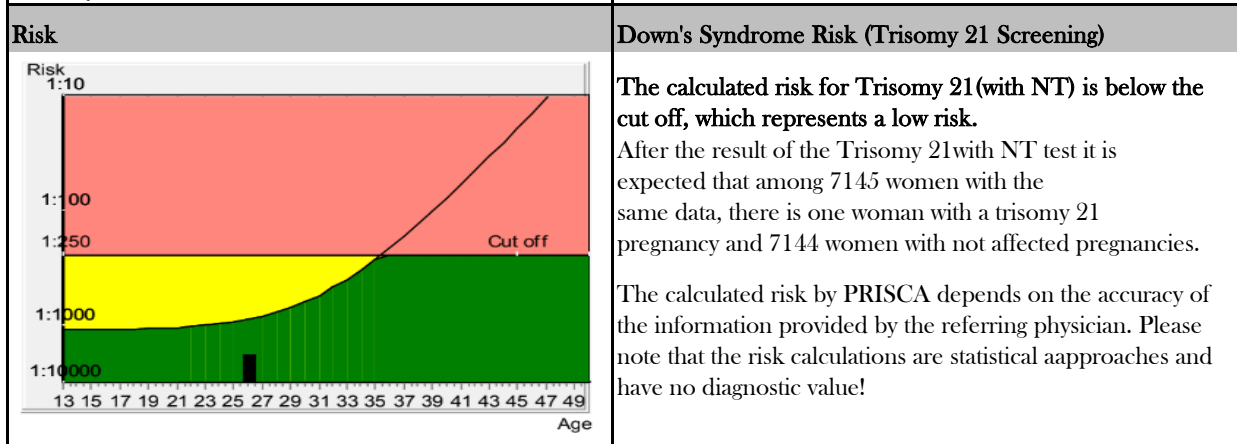 Risk
Down's Syndrome Risk (Trisomy 21 Screening)
Risk
1:10
1:100
1:250
Cut off
1:1000
1:10000
13 15 17 19 21 23 25 27 29 31 33 35 37 39 41 43 45 47 49
Age
The calculated risk for Trisomy 21(with NT) is below the
cut off, which represents a low risk.
After the result of the Trisomy 21with NT test it is
expected that among 7145 women with the
same data, there is one woman with a trisomy 21
pregnancy and 7144 women with not affected pregnancies.
The calculated risk by PRISCA depends on the accuracy of
the information provided by the referring physician. Please
note that the risk calculations are statistical aapproaches and
have no diagnostic value!